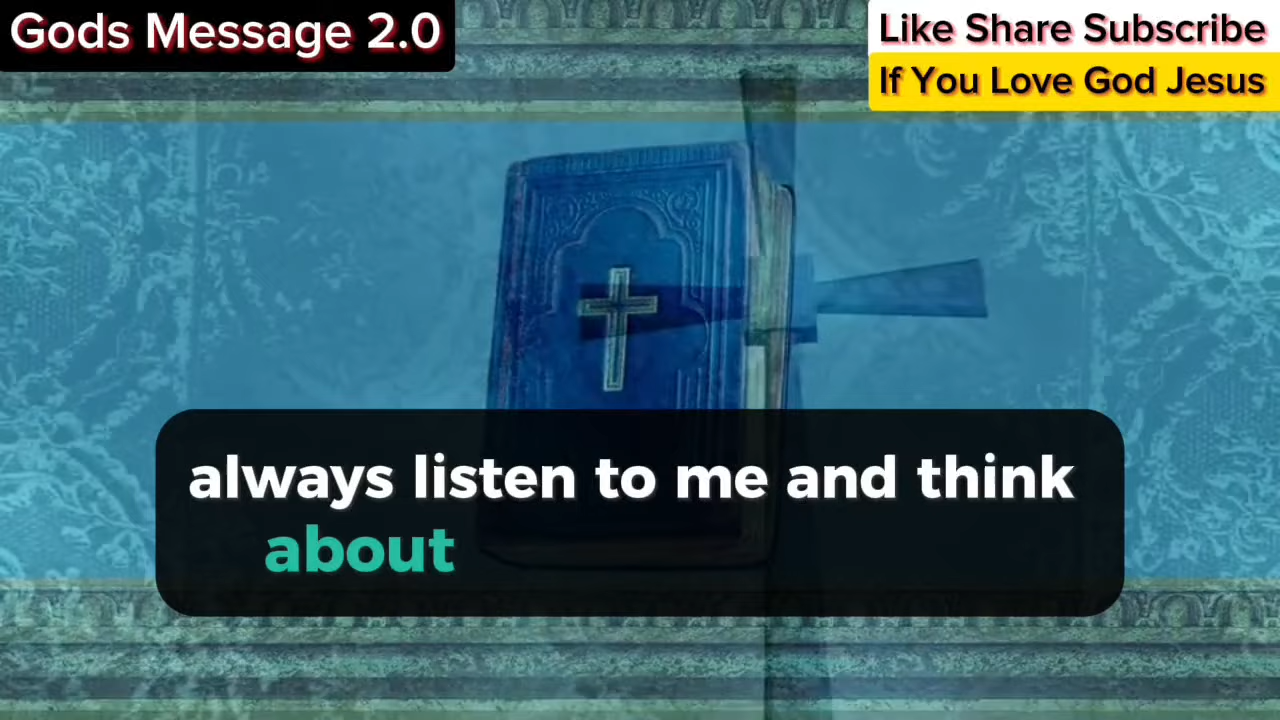 Gods Message 2.0
Like Share Subscribe
If You Love God Jesus
always listen to me and think
about